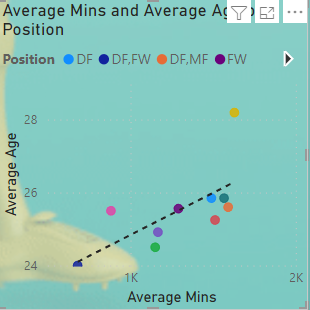 Average Mins and Average
Position
Position DF DF,FW DF,MF FW
28
26
24
Average Age
1K 2K
Average Mins